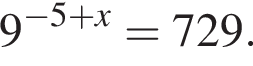 9^{−5+x} = 729.